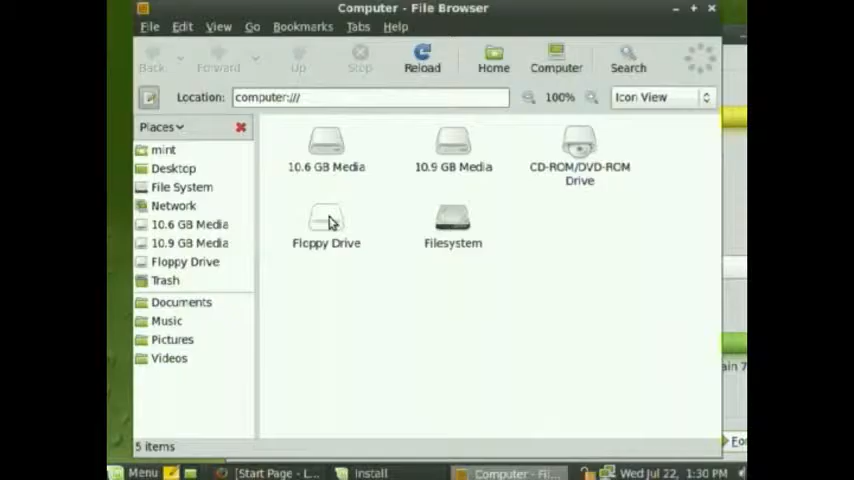 Computer - File Browser
File Edit View Go Bookmarks Tabs Help
Back Forward Up Stop Reload Home Computer Search
Location: computer:/// 100% Icon View
Places
mint
Desktop
File System
Network
10.6 GB Media
10.9 GB Media
Floppy Drive
Trash
Documents
Music
Pictures
Videos
10.6 GB Media
10.9 GB Media
CD-ROM/DVD-ROM
Drive
Floppy Drive
Filesystem
5 items
ain 7
Fo
Menu [Start Page - L... Install Computer - Fil... Wed Jul 22, 1:30 PM